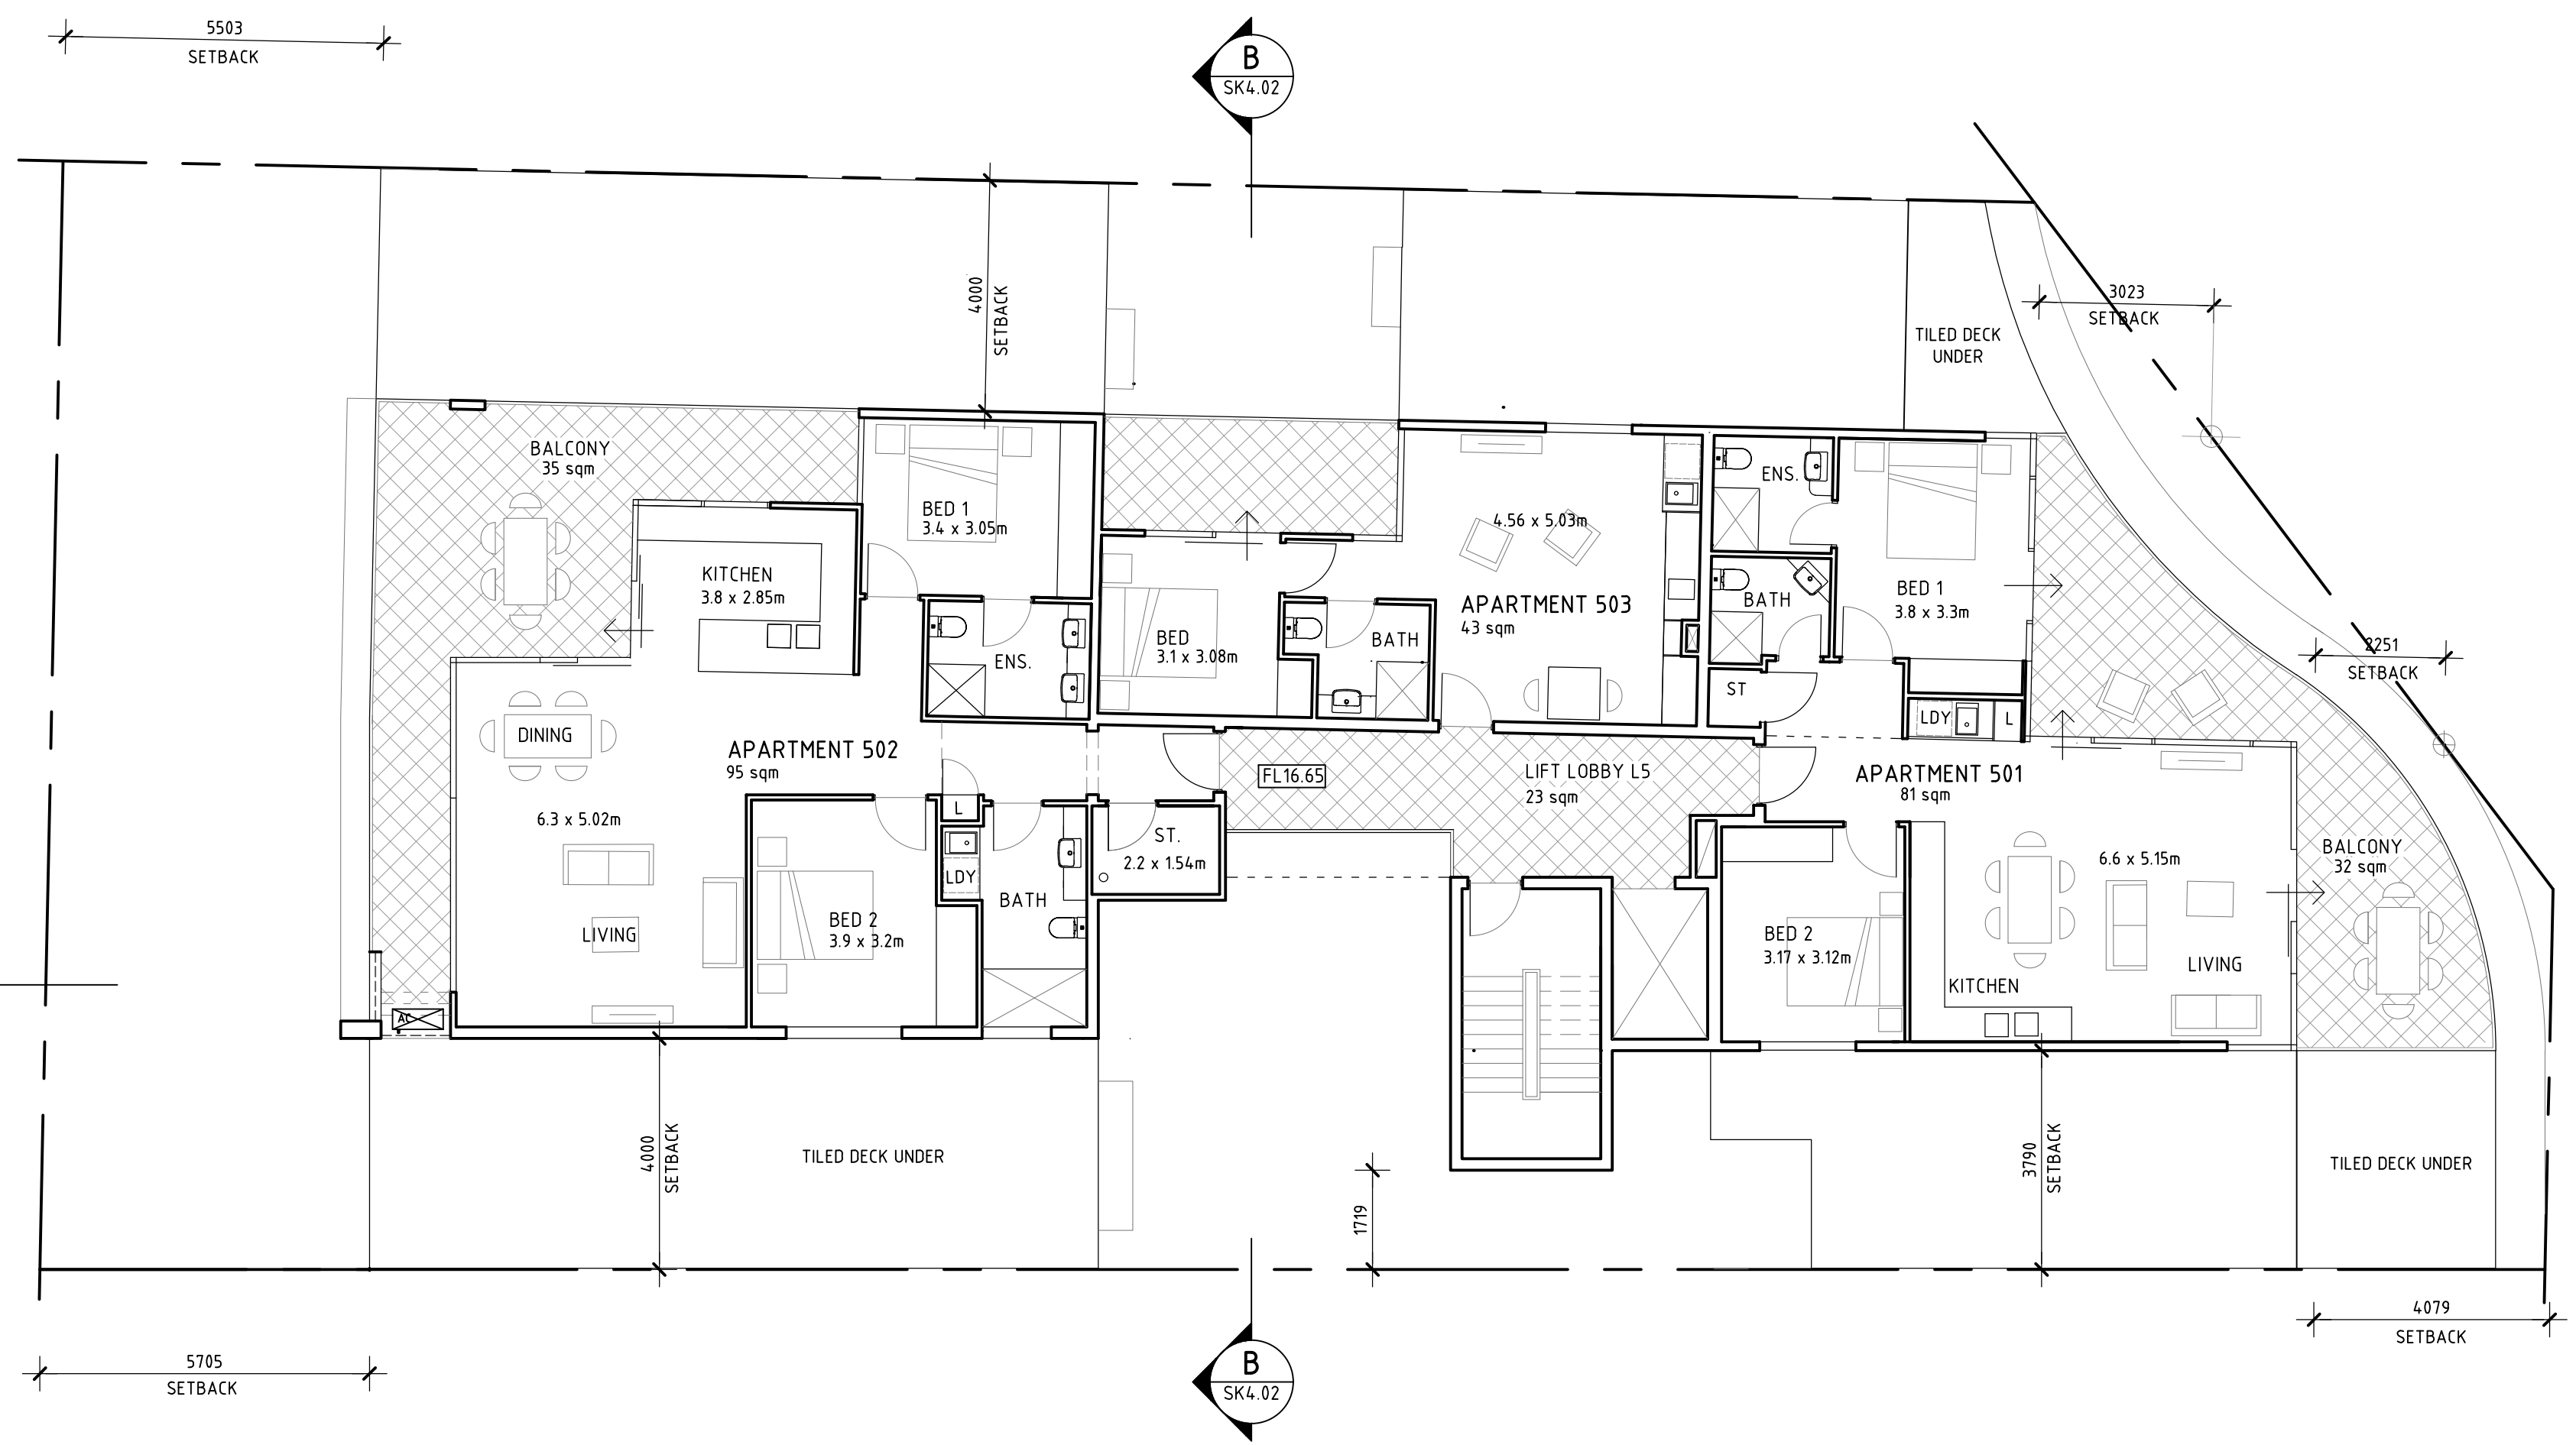 5503
SETBACK
B
SK4.02
4000
SETBACK
3023
SETBACK
TILED DECK
UNDER
BALCONY
35 sqm
BED 1
3.4 x 3.05m
KITCHEN
3.8 x 2.85m
ENS.
BED
3.1 x 3.08m
BATH
4.56 x 5.03m
APARTMENT 503
43 sqm
ENS.
BATH
BED 1
3.8 x 3.3m
ST
LDY
L
2251
SETBACK
DINING
APARTMENT 502
95 sqm
6.3 x 5.02m
LIVING
L
LDY
BED 2
3.9 x 3.2m
BATH
ST.
2.2 x 1.54m
FL16.65
LIFT LOBBY L5
23 sqm
APARTMENT 501
81 sqm
BED 2
3.17 x 3.12m
KITCHEN
6.6 x 5.15m
LIVING
BALCONY
32 sqm
AC
4000
SETBACK
TILED DECK UNDER
1719
3790
SETBACK
TILED DECK UNDER
4079
SETBACK
5705
SETBACK
B
SK4.02